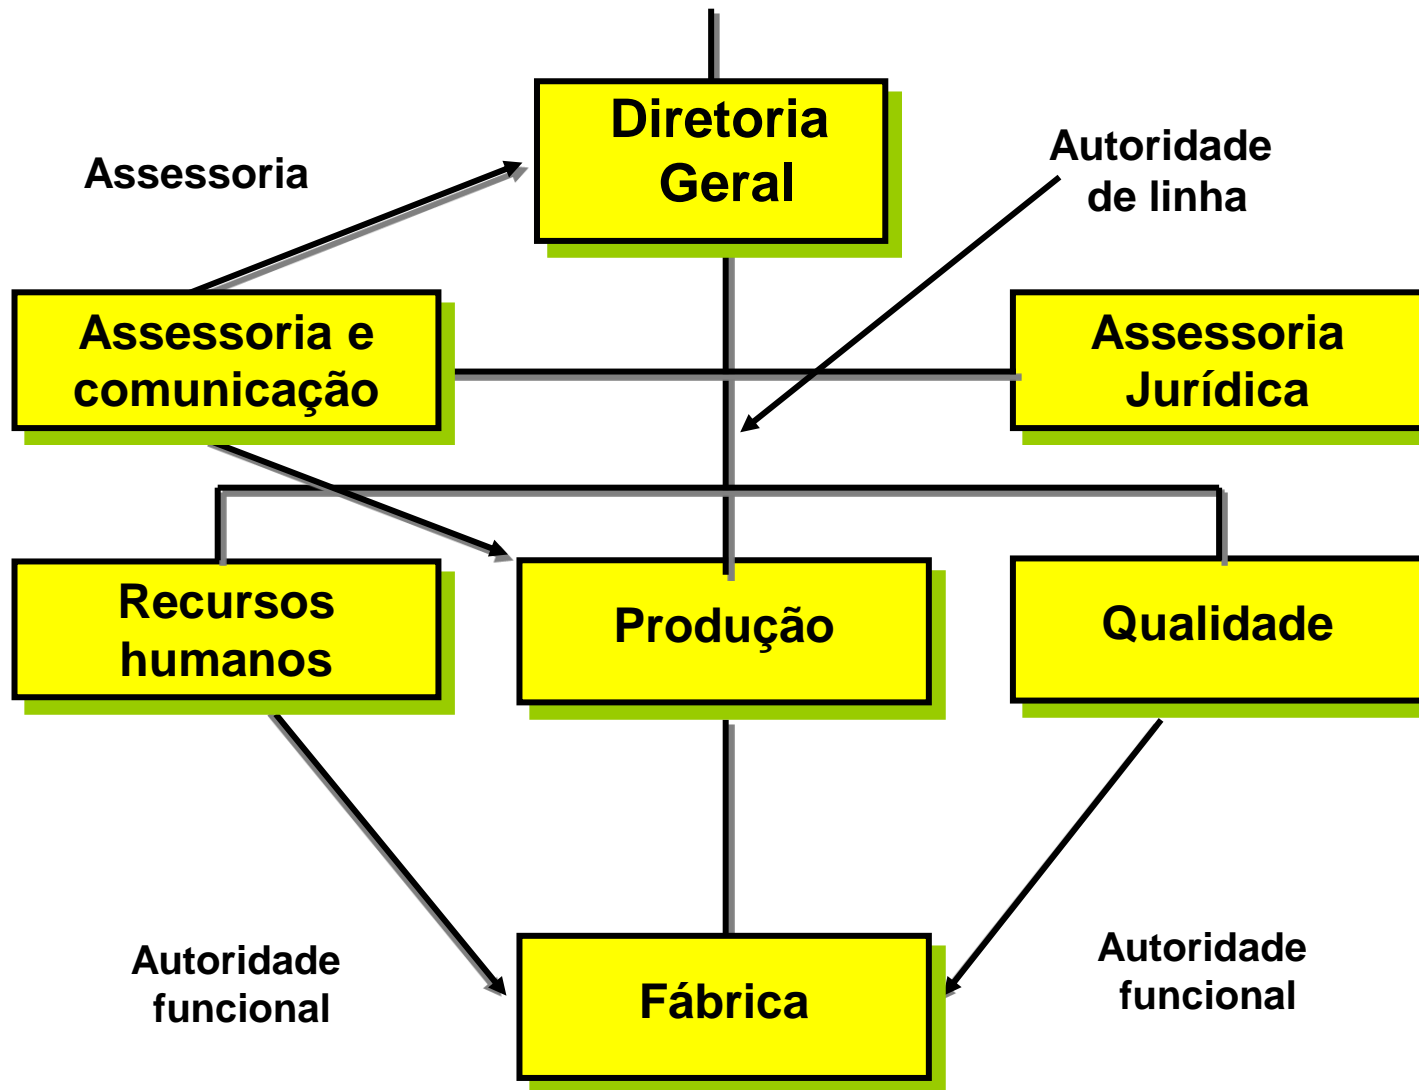 Diretoria
Geral
Assessoria
Autoridade
de linha
Assessoria e
comunicação
Assessoria
Jurídica
Recursos
humanos
Produção
Qualidade
Autoridade
funcional
Fábrica
Autoridade
funcional